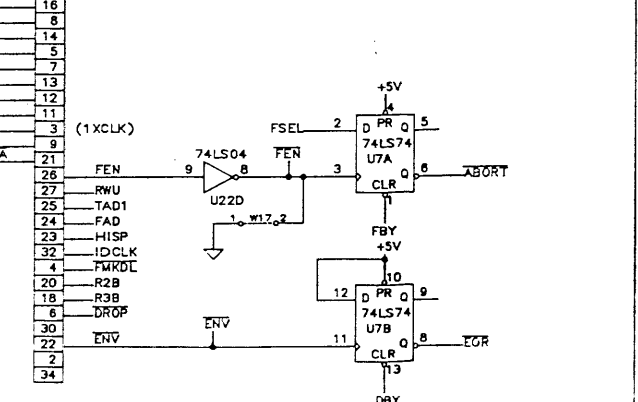 16
8
14
5
7
13
12
11
3 (1XCLK)
9
A
21
26 FEN
27 RWU
25 TAD1
24 FAD
23 HISP
32 IDCLK
4 FMKDL
20 R2B
18 R3B
6 DROP
30
22 ENV
2
34
9 74LS04 8
U22D
FEN
1 W17 2
+5V
4
FSEL 2 D PR Q 5
74LS74
U7A
3 Q 6 ABORT
CLR
1
FBY
+5V
10
12 D PR Q 9
74LS74
U7B
ENV
11 Q 8 EOR
CLR
13
DBY